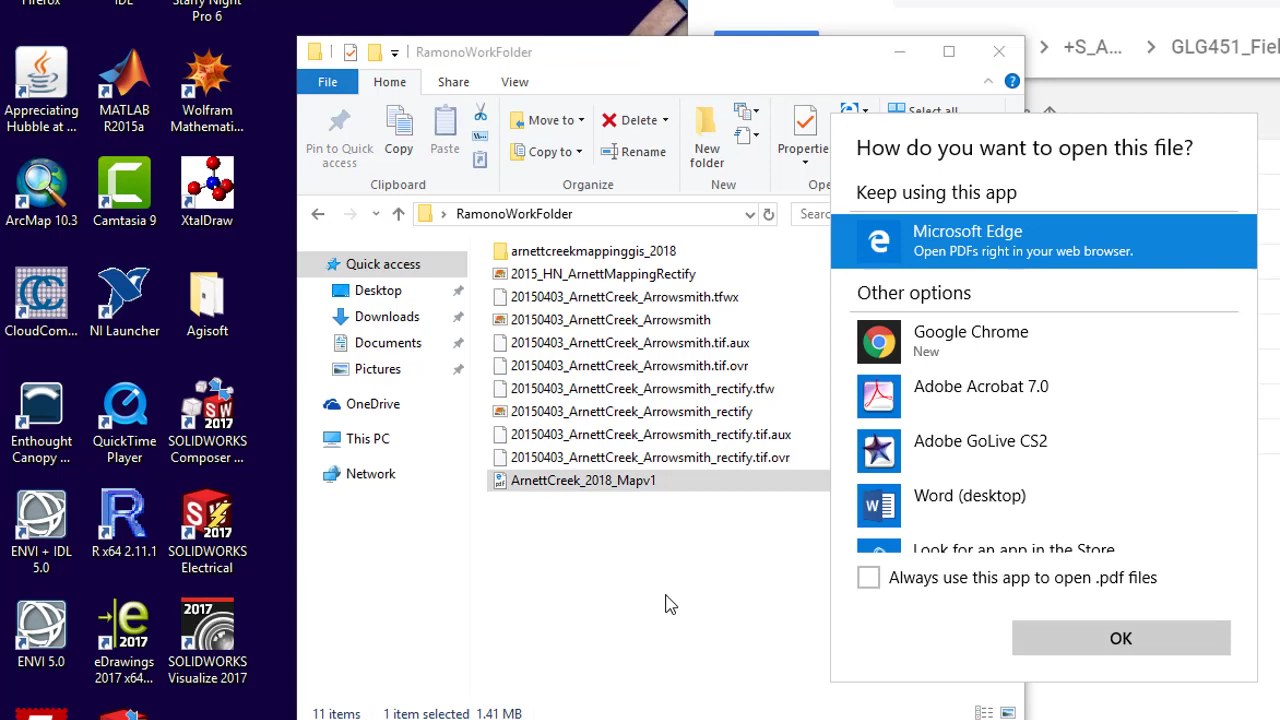 Firefox
IDL
Starry Night
Pro 6
Appreciating
Hubble at ...
MATLAB
R2015a
Wolfram
Mathemati...
ArcMap 10.3
Camtasia 9
XtalDraw
CloudCom...
NI Launcher
Agisoft
Enthought
Canopy ...
QuickTime
Player
SOLIDWORKS
Composer ...
ENVI + IDL
5.0
R x64 2.11.1
SOLIDWORKS
Electrical
ENVI 5.0
eDrawings
2017 x64...
SOLIDWORKS
Visualize 2017
RamonoWorkFolder
File
Home
Share
View
Pin to Quick
access
Copy
Paste
Clipboard
Move to
Copy to
Delete
Rename
Organize
New
folder
New
Properties
Select all
Ope
RamonoWorkFolder
Searc
Quick access
Desktop
Downloads
Documents
Pictures
OneDrive
This PC
Network
arnettcreekmappinggis_2018
2015_HN_ArnettMappingRectify
20150403_ArnettCreek_Arrowsmith.tfwx
20150403_ArnettCreek_Arrowsmith
20150403_ArnettCreek_Arrowsmith.tif.aux
20150403_ArnettCreek_Arrowsmith.tif.ovr
20150403_ArnettCreek_Arrowsmith_rectify.tfw
20150403_ArnettCreek_Arrowsmith_rectify
20150403_ArnettCreek_Arrowsmith_rectify.tif.aux
20150403_ArnettCreek_Arrowsmith_rectify.tif.ovr
ArnettCreek_2018_Mapv1
11 items 1 item selected 1.41 MB
+S_A... GLG451_Fiel
How do you want to open this file?
Keep using this app
Microsoft Edge
Open PDFs right in your web browser.
Other options
Google Chrome
New
Adobe Acrobat 7.0
Adobe GoLive CS2
Word (desktop)
Look for an app in the Store
Always use this app to open .pdf files
OK